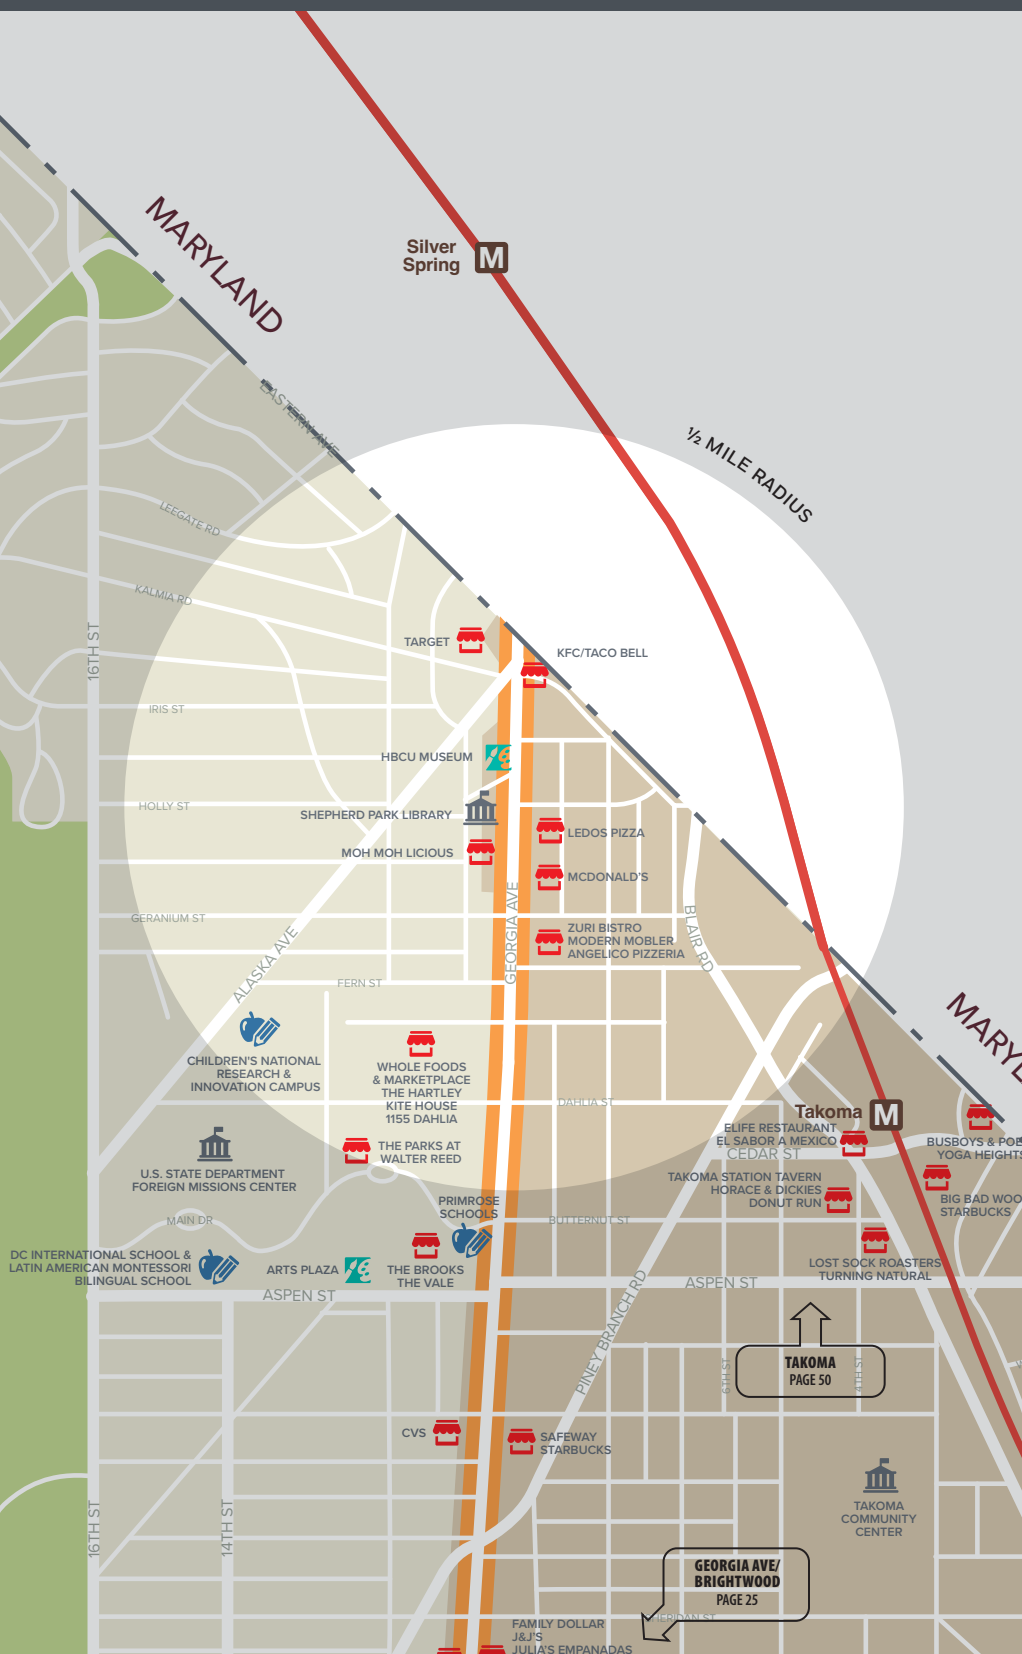 MARYLAND
Silver
Spring
M
EASTERN AVE
½ MILE RADIUS
LEEGATE RD
KALMIA RD
16TH ST
TARGET
KFC/TACO BELL
IRIS ST
HBCU MUSEUM
HOLLY ST
SHEPHERD PARK LIBRARY
LEDOS PIZZA
MOH MOH LICIOUS
MCDONALD'S
GERANIUM ST
GEORGIA AVE
BLAIR RD
ZURI BISTRO
MODERN MOBLER
ANGELICO PIZZERIA
ALASKA AVE
FERN ST
CHILDREN'S NATIONAL
RESEARCH &
INNOVATION CAMPUS
WHOLE FOODS
& MARKETPLACE
THE HARTLEY
KITE HOUSE
1155 DAHLIA
DAHLIA ST
Takoma
M
ELIFE RESTAURANT
EL SABOR A MEXICO
CEDAR ST
BUSBOYS & POE
YOGA HEIGHTS
THE PARKS AT
WALTER REED
U.S. STATE DEPARTMENT
FOREIGN MISSIONS CENTER
TAKOMA STATION TAVERN
HORACE & DICKIES
DONUT RUN
BIG BAD WOO
STARBUCKS
PRIMROSE
SCHOOLS
MAIN DR
BUTTERNUT ST
DC INTERNATIONAL SCHOOL &
LATIN AMERICAN MONTESSORI
BILINGUAL SCHOOL
ARTS PLAZA
THE BROOKS
THE VALE
LOST SOCK ROASTERS
TURNING NATURAL
ASPEN ST
ASPEN ST
PINEY BRANCH RD
TAKOMA
PAGE 50
6TH ST
4TH ST
CVS
SAFEWAY
STARBUCKS
TAKOMA
COMMUNITY
CENTER
16TH ST
14TH ST
GEORGIA AVE/
BRIGHTWOOD
PAGE 25
HERIDAN ST
FAMILY DOLLAR
J&J'S
JULIA'S EMPANADAS
MARYL